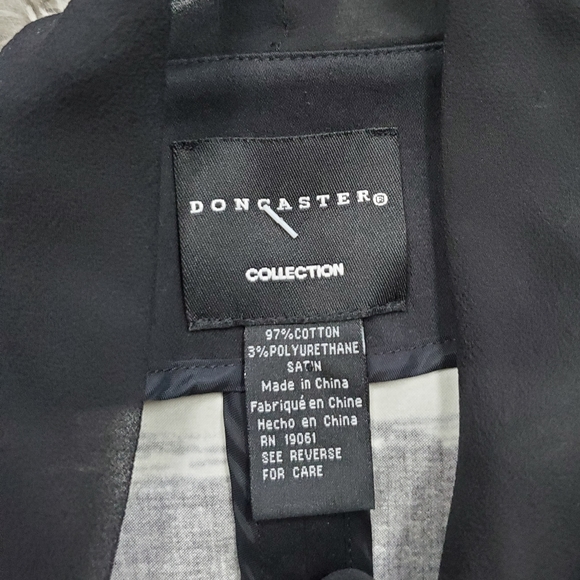 DONCASTER®
COLLECTION
97%COTTON
3%POLYURETHANE
SATIN
Made in China
Fabriqué en Chine
Hecho en China
RN 19061
SEE REVERSE
FOR CARE